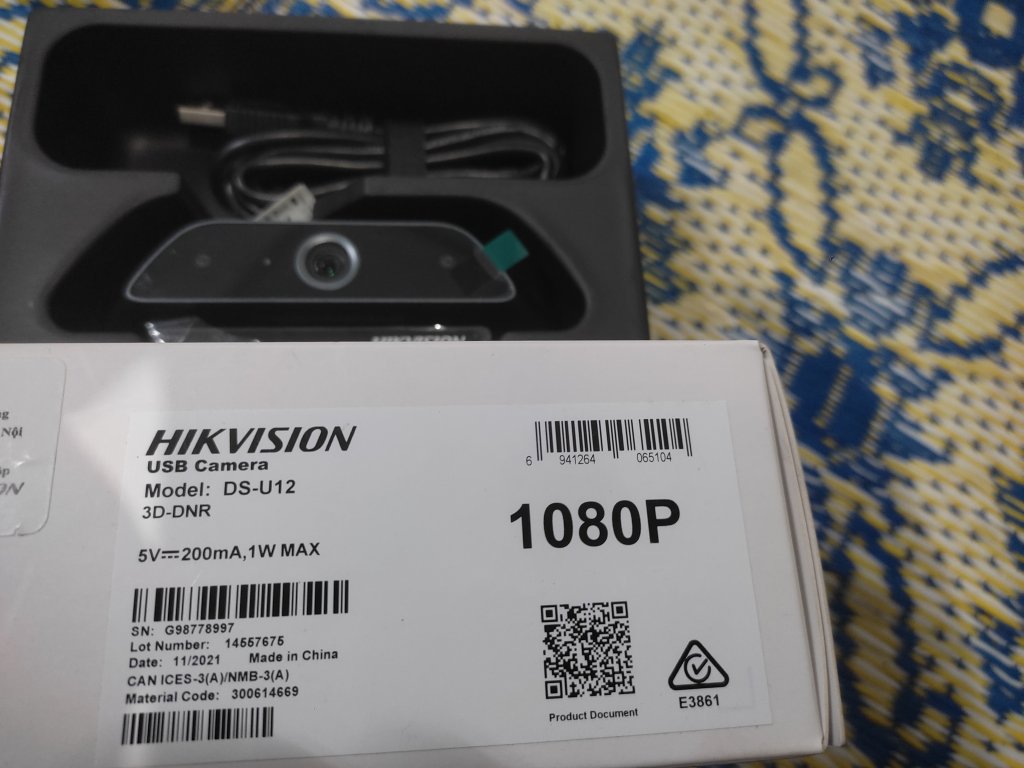 HIKVISION
Nội
HIKVISION
USB Camera
Model: DS-U12
3D-DNR
5V⎓200mA,1W MAX
6 941264 065104
1080P
SN: G98778997
Lot Number: 14557675
Date: 11/2021 Made in China
CAN ICES-3(A)/NMB-3(A)
Material Code: 300614669
Product Document
E3861